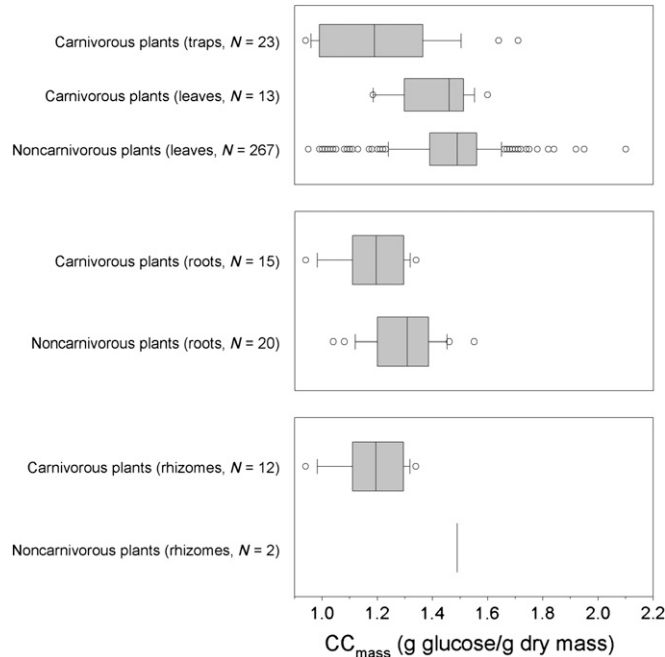 Carnivorous plants (traps, N = 23)
Carnivorous plants (leaves, N = 13)
Noncarnivorous plants (leaves, N = 267)
Carnivorous plants (roots, N = 15)
Noncarnivorous plants (roots, N = 20)
Carnivorous plants (rhizomes, N = 12)
Noncarnivorous plants (rhizomes, N = 2)
1.0 1.2 1.4 1.6 1.8 2.0 2.2
CCmass (g glucose/g dry mass)